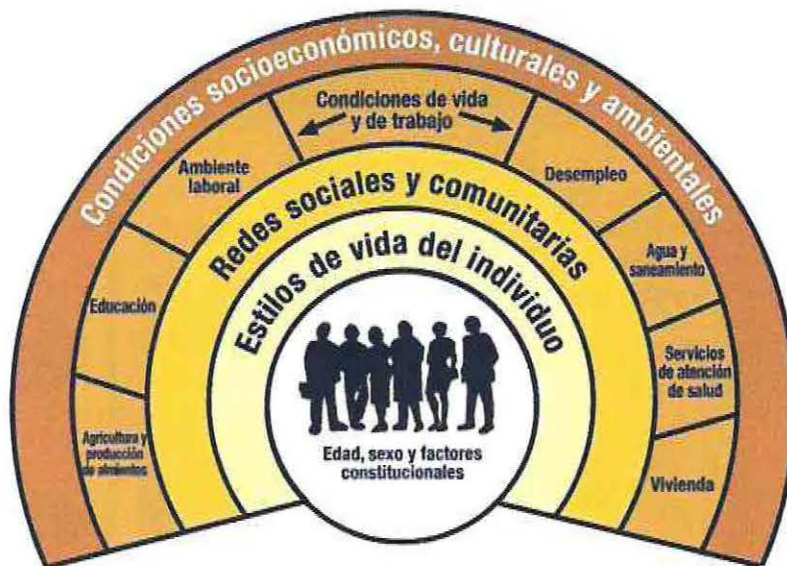 Condiciones socioeconómicos, culturales y ambientales
Condiciones de vida
y de trabajo
Ambiente
laboral
Desempleo
Redes sociales y comunitarias
Agua y
saneamiento
Estilos de vida del individuo
Educación
Servicios
de atención
de salud
Agricultura y
producción
de alimentos
Edad, sexo y factores
constitucionales
Vivienda